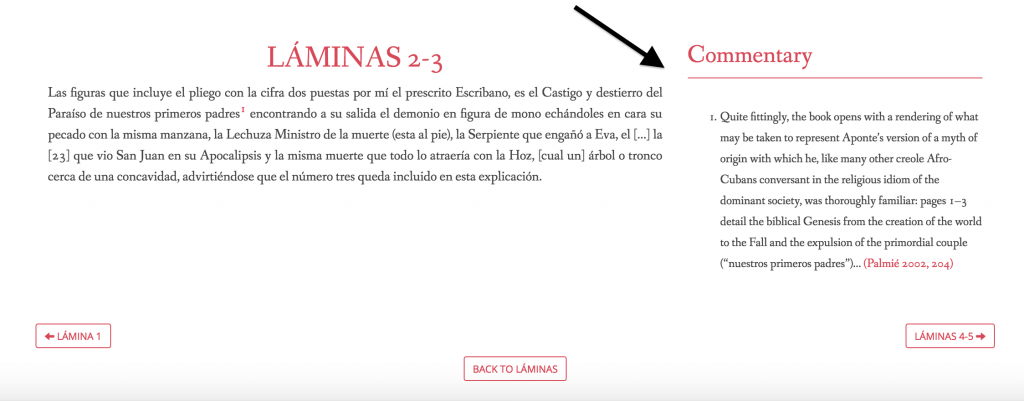 LÁMINAS 2-3
Las figuras que incluye el pliego con la cifra dos puestas por mí el prescrito Escríbano, es el Castigo y destierro del
Paraíso de nuestros primeros padres1 encontrando a su salida el demonio en figura de mono echándoles en cara su
pecado con la misma manzana, la Lechuza Ministro de la muerte (esta al pie), la Serpiente que engañó a Eva, el [...] la
[23] que vio San Juan en su Apocalipsis y la misma muerte que todo lo atraería con la Hoz, [cual un] árbol o tronco
cerca de una concavidad, advirtiéndose que el número tres queda incluido en esta explicación.
Commentary
1. Quite fittingly, the book opens with a rendering of what
may be taken to represent Aponte's version of a myth of
origin with which he, like many other creole Afro-
Cubans conversant in the religious idiom of the
dominant society, was thoroughly familiar: pages 1–3
detail the biblical Genesis from the creation of the world
to the Fall and the expulsion of the primordial couple
("nuestros primeros padres")... (Palmié 2002, 204)
LÁMINA 1
LÁMINAS 4-5
BACK TO LÁMINAS